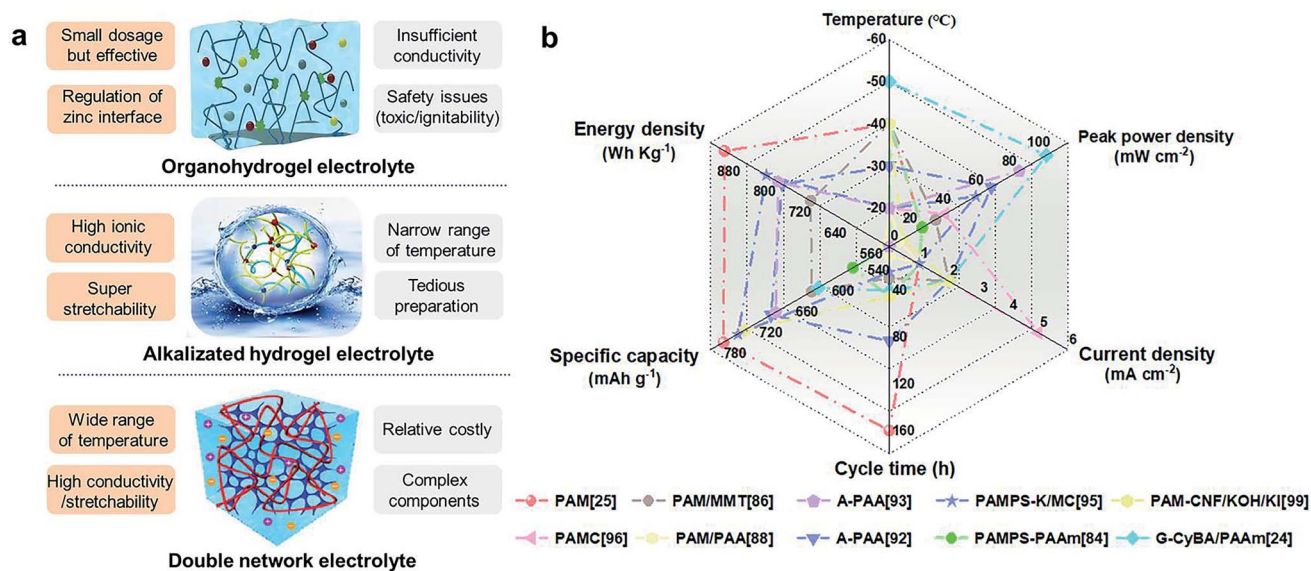 a
Small dosage
but effective
Insufficient
conductivity
Regulation of
zinc interface
Safety issues
(toxic/ignitability)
Organohydrogel electrolyte
High ionic
conductivity
Narrow range
of temperature
Super
stretchability
Tedious
preparation
Alkalizated hydrogel electrolyte
Wide range
of temperature
Relative costly
High conductivity
/stretchability
Complex
components
Double network electrolyte
b
Temperature (°C)
-60
-50
-40
-30
-20
Peak power density
(mW cm-2)
100
80
60
40
20
0
Energy density
(Wh Kg-1)
880
800
720
640
560
Specific capacity
(mAh g-1)
780
720
660
600
540
Current density
(mA cm-2)
1
2
3
4
5
6
40
80
120
160
Cycle time (h)
PAM[25]
PAM/MMT[86]
A-PAA[93]
PAMPS-K/MC[95]
PAM-CNF/KOH/KI[99]
PAMC[96]
PAM/PAA[88]
A-PAA[92]
PAMPS-PAAm[84]
G-CyBA/PAAm[24]